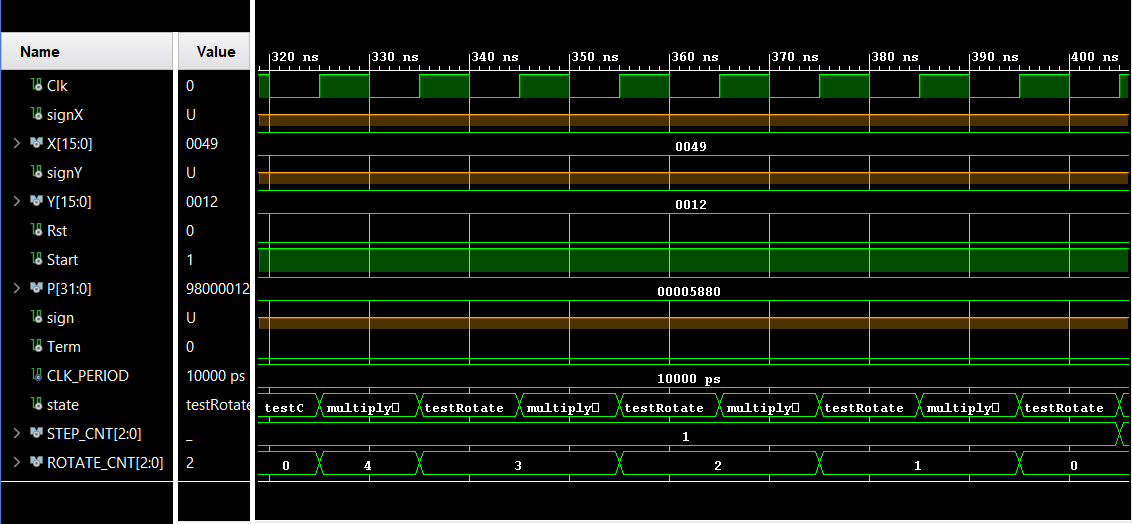 Name Value
320 ns 330 ns 340 ns 350 ns 360 ns 370 ns 380 ns 390 ns 400 ns
Clk 0
signX U
X[15:0] 0049 0049
signY U
Y[15:0] 0012 0012
Rst 0
Start 1
P[31:0] 98000012 00005880
sign U
Term 0
CLK_PERIOD 10000 ps 10000 ps
state testRotate testC multiply□ testRotate multiply□ testRotate multiply□ testRotate multiply□ testRotate
STEP_CNT[2:0] _ 1
ROTATE_CNT[2:0] 2 0 4 3 2 1 0